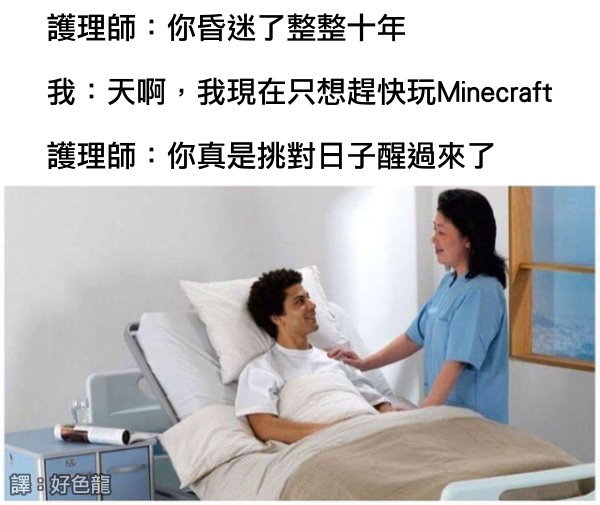 護理師：你昏迷了整整十年
我：天啊，我現在只想趕快玩Minecraft
護理師：你真是挑對日子醒過來了
譯：好色龍